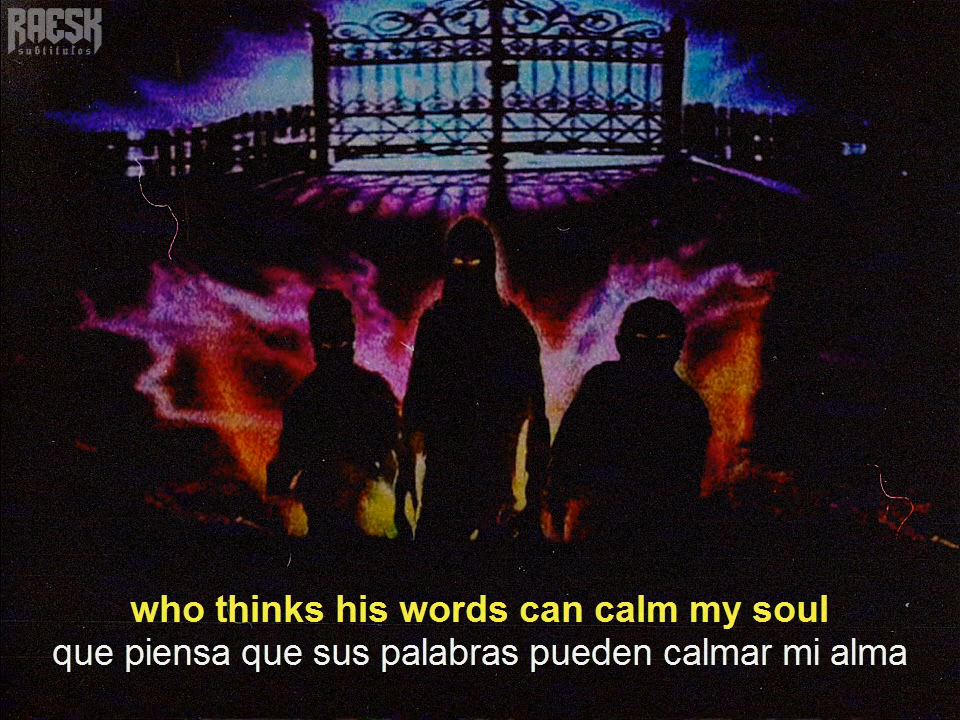 RAESK
subtitulos
who thinks his words can calm my soul
que piensa que sus palabras pueden calmar mi alma